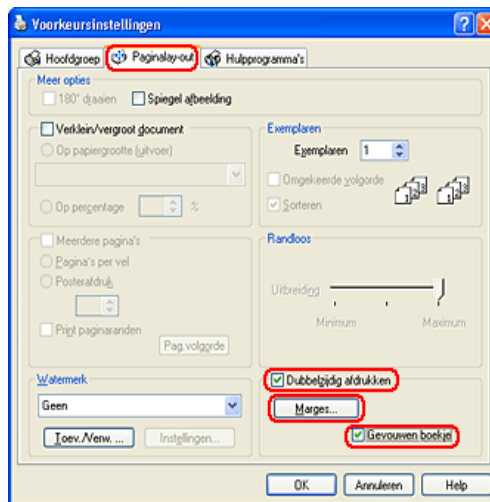 Voorkeursinstellingen
Hoofdgroep Paginalay-out Hulpprogramma's
Meer opties
180° draaien Spiegel afbeelding
Verklein/vergroot document
Op papiergrootte (uitvoer)
Op percentage %
Exemplaren
Exemplaren 1
Omgekeerde volgorde
Sorteren
Meerdere pagina's
Pagina's per vel
Posterafdruk
Print paginaranden
Pag.volgorde
Randloos
Uitbreiding
Minimum Maximum
Watermerk
Geen
Toev./Verw. ... Instellingen...
Dubbelzijdig afdrukken
Marges...
Gevouwen boekje
OK Annuleren Help